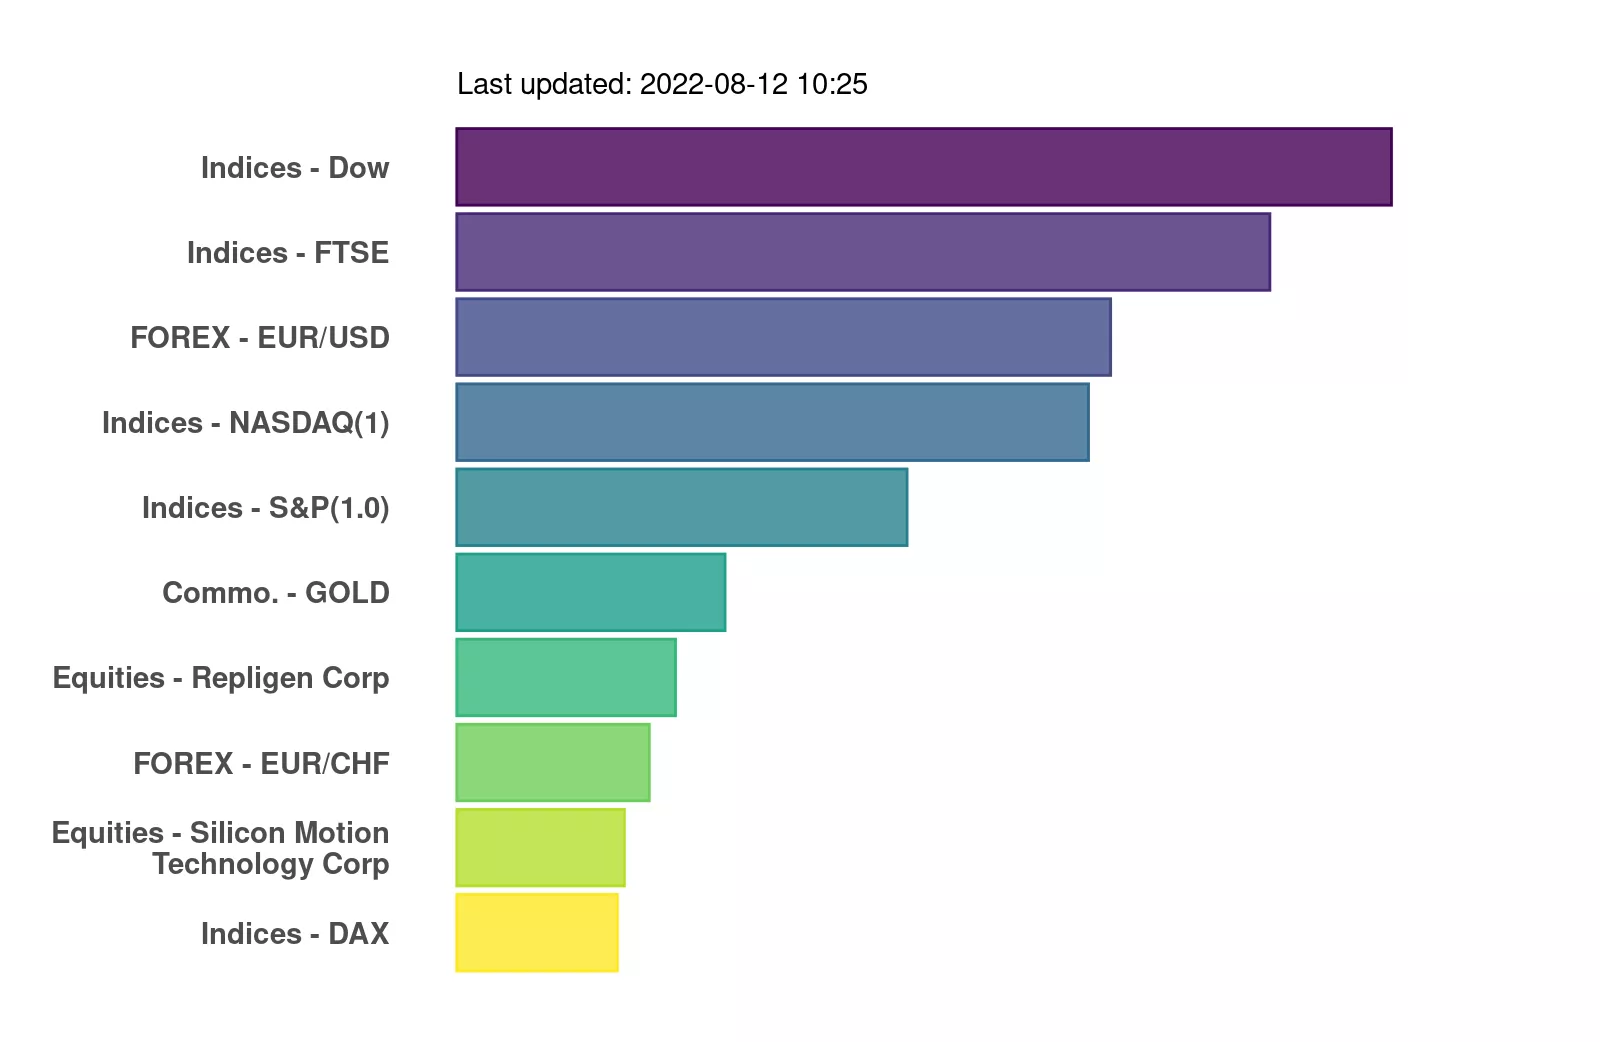 Last updated: 2022-08-12 10:25
Indices - Dow
Indices - FTSE
FOREX - EUR/USD
Indices - NASDAQ(1)
Indices - S&P(1.0)
Commo. - GOLD
Equities - Repligen Corp
FOREX - EUR/CHF
Equities - Silicon Motion
Technology Corp
Indices - DAX